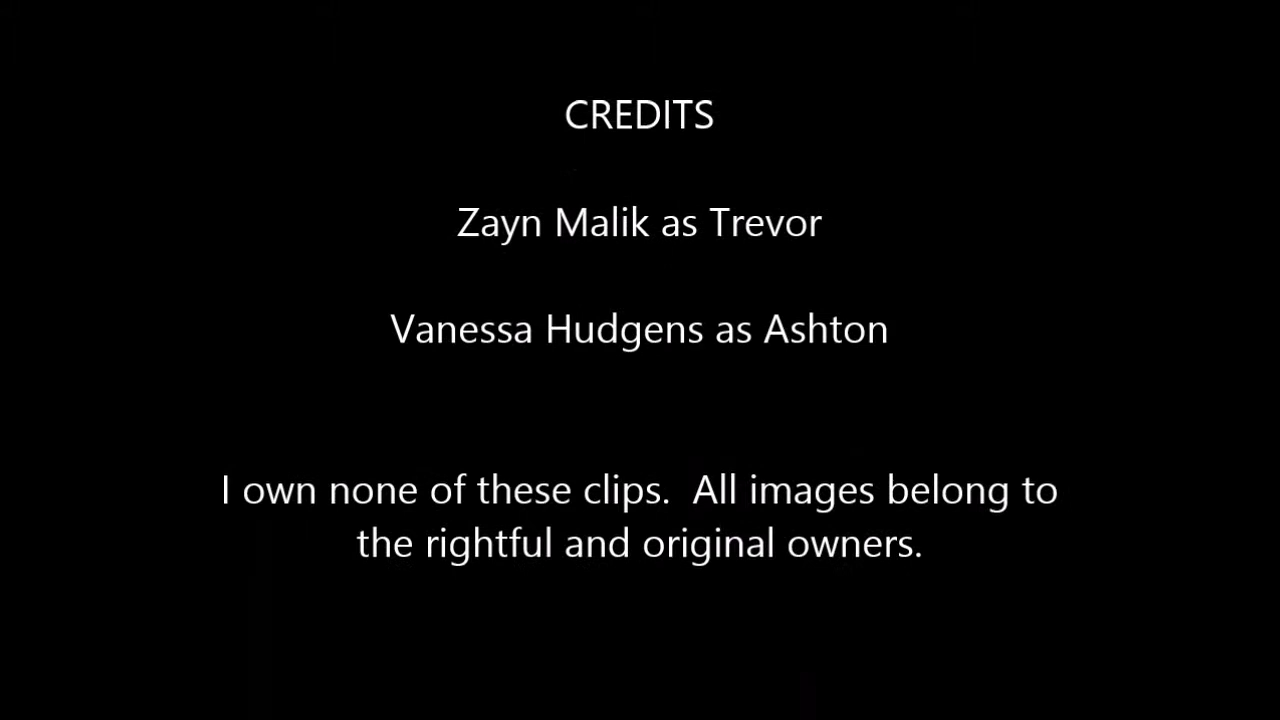 CREDITS
Zayn Malik as Trevor
Vanessa Hudgens as Ashton
I own none of these clips.  All images belong to
the rightful and original owners.